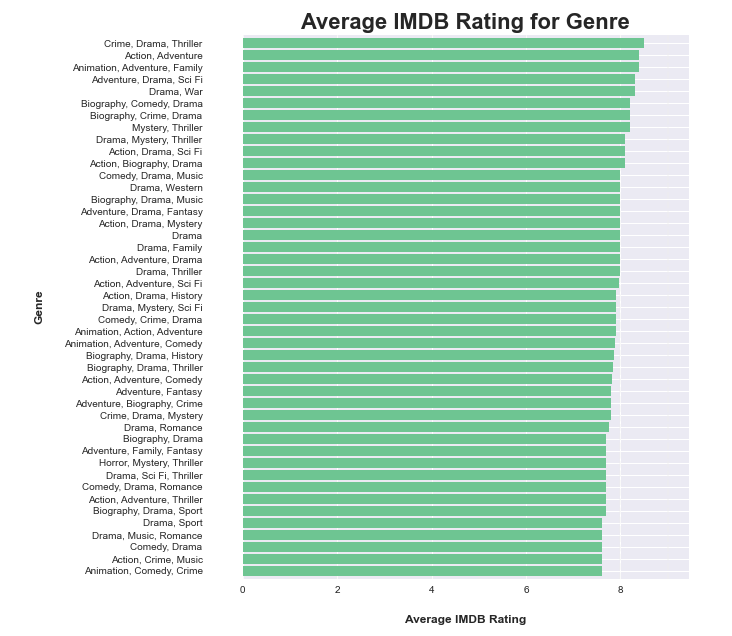 Average IMDB Rating for Genre
Crime, Drama, Thriller
Action, Adventure
Animation, Adventure, Family
Adventure, Drama, Sci Fi
Drama, War
Biography, Comedy, Drama
Biography, Crime, Drama
Mystery, Thriller
Drama, Mystery, Thriller
Action, Drama, Sci Fi
Action, Biography, Drama
Comedy, Drama, Music
Drama, Western
Biography, Drama, Music
Adventure, Drama, Fantasy
Action, Drama, Mystery
Drama
Drama, Family
Action, Adventure, Drama
Drama, Thriller
Action, Adventure, Sci Fi
Action, Drama, History
Drama, Mystery, Sci Fi
Comedy, Crime, Drama
Animation, Action, Adventure
Animation, Adventure, Comedy
Biography, Drama, History
Biography, Drama, Thriller
Action, Adventure, Comedy
Adventure, Fantasy
Adventure, Biography, Crime
Crime, Drama, Mystery
Drama, Romance
Biography, Drama
Adventure, Family, Fantasy
Horror, Mystery, Thriller
Drama, Sci Fi, Thriller
Comedy, Drama, Romance
Action, Adventure, Thriller
Biography, Drama, Sport
Drama, Sport
Drama, Music, Romance
Comedy, Drama
Action, Crime, Music
Animation, Comedy, Crime
Genre
0 2 4 6 8
Average IMDB Rating